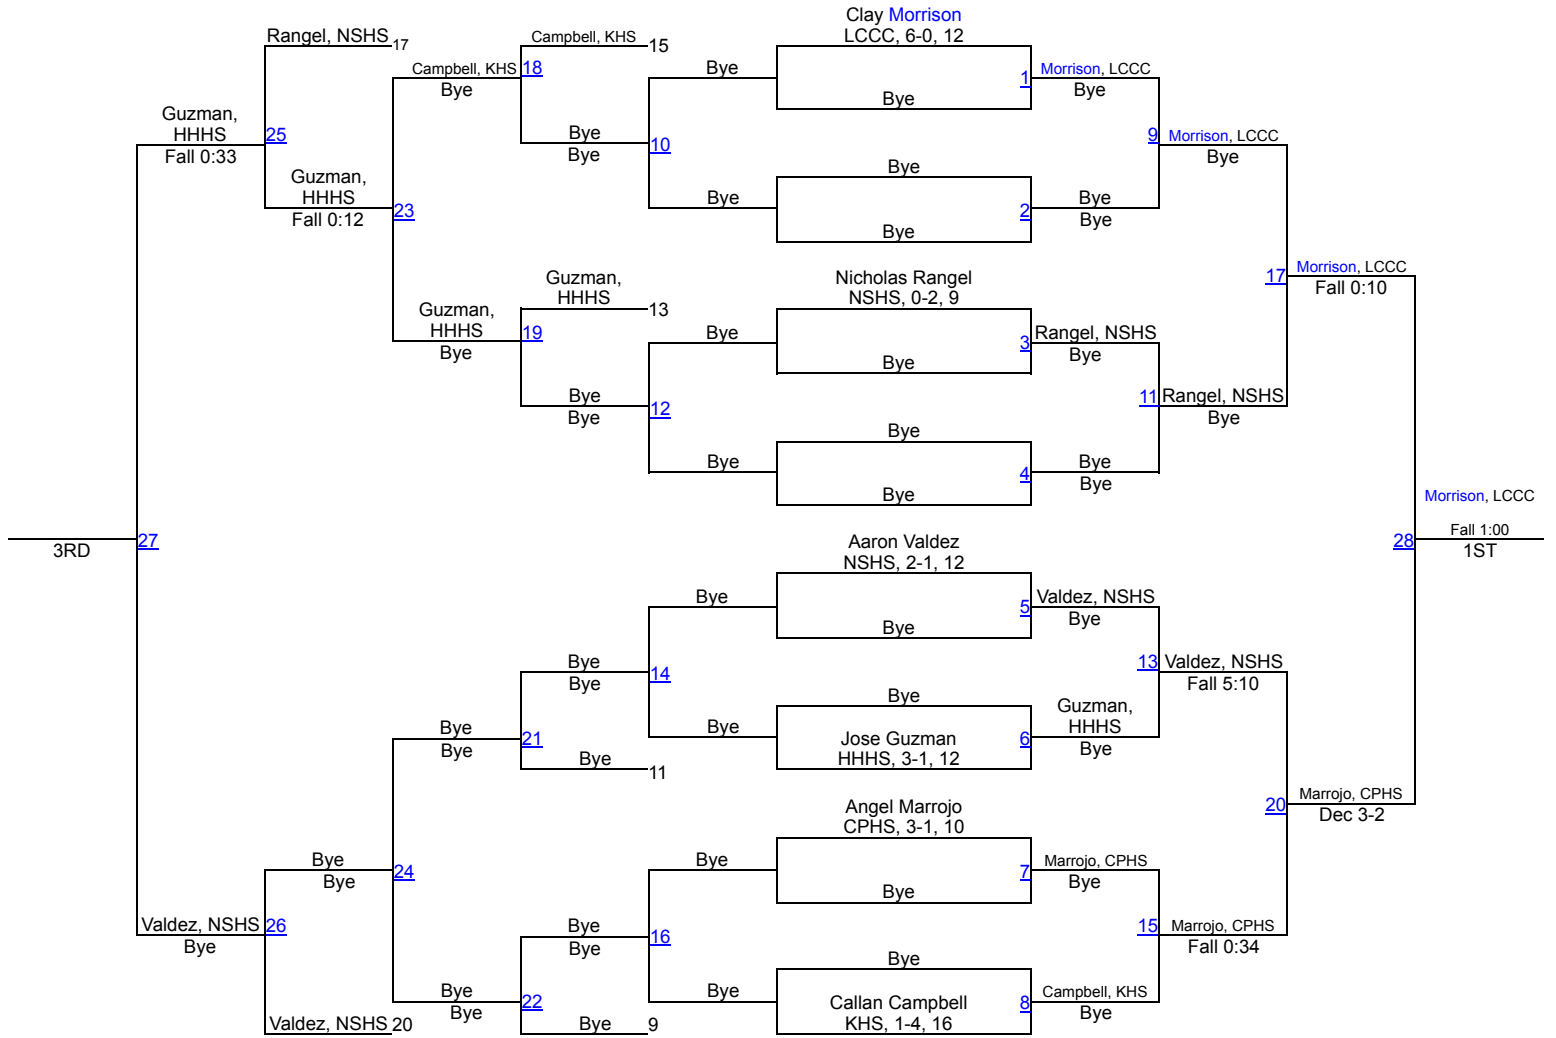 Clay Morrison
LCCC, 6-0, 12
Rangel, NSHS 17
Campbell, KHS 15
Campbell, KHS 18
Bye
Bye
Bye
1 Morrison, LCCC
Bye
Guzman,
HHHS
Fall 0:33
25
Bye
Bye
10
9 Morrison, LCCC
Bye
Guzman,
HHHS
Fall 0:12
23
Bye
Bye
Bye
2
Bye
Bye
Guzman,
HHHS
13
Nicholas Rangel
NSHS, 0-2, 9
17
Morrison, LCCC
Fall 0:10
Guzman,
HHHS
Bye
19
Bye
Bye
3
Rangel, NSHS
Bye
Bye
Bye
12
11 Rangel, NSHS
Bye
Bye
Bye
Bye
4
Bye
Bye
Morrison, LCCC
Fall 1:00
28
1ST
27
3RD
Aaron Valdez
NSHS, 2-1, 12
Bye
Bye
5
Valdez, NSHS
Bye
Bye
Bye
14
13 Valdez, NSHS
Fall 5:10
Bye
Bye
21
Bye
11
Bye
Bye
Jose Guzman
HHHS, 3-1, 12
6
Guzman,
HHHS
Bye
Angel Marrojo
CPHS, 3-1, 10
20
Marrojo, CPHS
Dec 3-2
Bye
Bye
24
Bye
Bye
7
Marrojo, CPHS
Bye
Valdez, NSHS 26
Bye
Bye
Bye
16
15 Marrojo, CPHS
Fall 0:34
Bye
Bye
22
Bye
Bye
Callan Campbell
KHS, 1-4, 16
8
Campbell, KHS
Bye
Valdez, NSHS 20
Bye
9